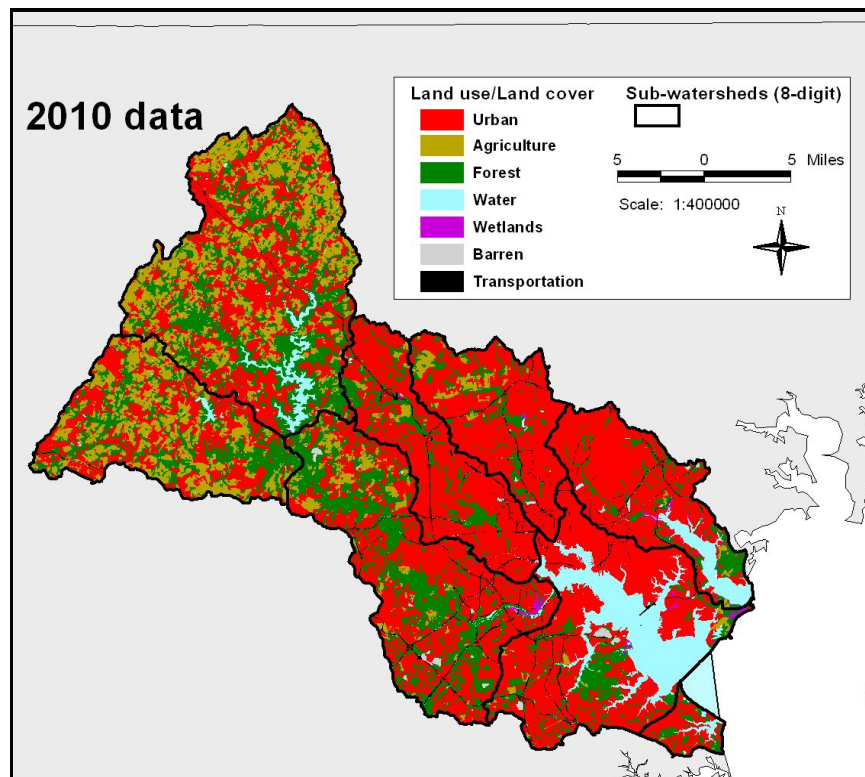 2010 data
Land use/Land cover
Urban
Agriculture
Forest
Water
Wetlands
Barren
Transportation
Sub-watersheds (8-digit)
5 0 5 Miles
Scale: 1:400000
N